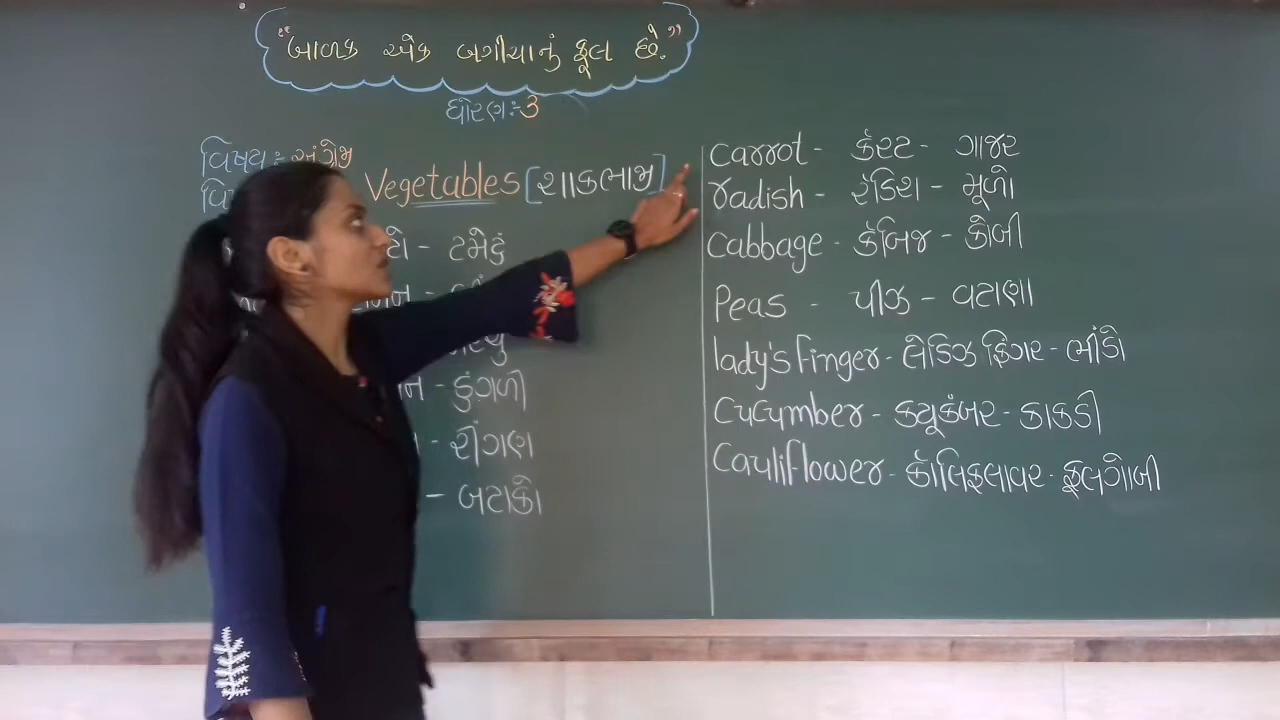 "બાળક એક બગીચાનું ફૂલ છે."
ધોરણ:- 3
વિષય:- અંગ્રેજી
Vegetables [શાકભાજી]
- ટમેટું
- ડુંગળી
- રીંગણ
- બટાકો
Carrot - કેરટ - ગાજર
Radish - રેડિશ - મૂળો
Cabbage - કેબિજ - કોબી
Peas - પીઝ - વટાણા
lady's finger - લેડિઝ ફિંગર - ભીંડો
Cucumber - ક્યૂકંબર - કાકડી
Cauliflower - કૉલિફ્લાવર - ફૂલગોબી